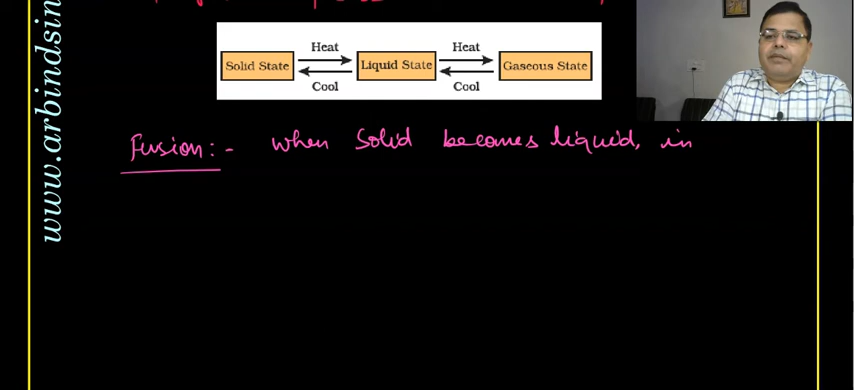 Heat Heat
Solid State Liquid State Gaseous State
Cool Cool
Fusion:- When Solid becomes liquid, in
www.arbindsin